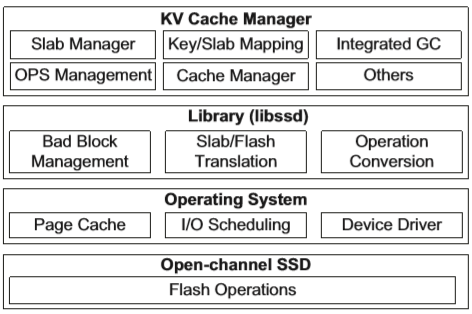 KV Cache Manager
Slab Manager
Key/Slab Mapping
Integrated GC
OPS Management
Cache Manager
Others
Library (libssd)
Bad Block
Management
Slab/Flash
Translation
Operation
Conversion
Operating System
Page Cache
I/O Scheduling
Device Driver
Open-channel SSD
Flash Operations